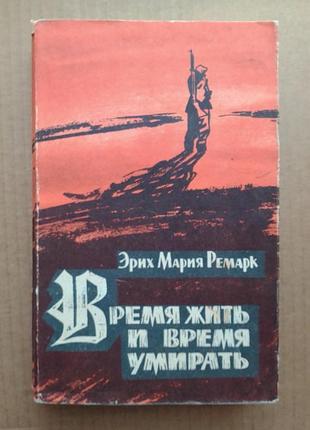 Эрих Мария Ремарк
Время жить
и время
умирать